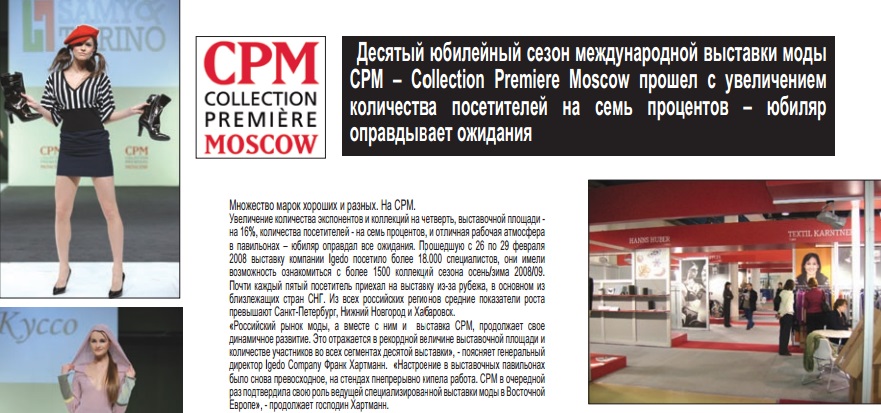 SAMY
TORINO
CPM
COLLECTION
PREMIÈRE
MOSCOW
CPM
CPM
Десятый юбилейный сезон международной выставки моды
CPM – Collection Premiere Moscow прошел с увеличением
количества посетителей на семь процентов – юбиляр
оправдывает ожидания
Множество марок хороших и разных. На CPM.
Увеличение количества экспонентов и коллекций на четверть, выставочной площади -
на 16%, количества посетителей - на семь процентов, и отличная рабочая атмосфера
в павильонах – юбиляр оправдал все ожидания. Прошедшую с 26 по 29 февраля
2008 выставку компании Igedo посетило более 18.000 специалистов, они имели
возможность ознакомиться с более 1500 коллекций сезона осень/зима 2008/09.
Почти каждый пятый посетитель приехал на выставку из-за рубежа, в основном из
близлежащих стран СНГ. Из всех российских регионов средние показатели роста
превышают Санкт-Петербург, Нижний Новгород и Хабаровск.
«Российский рынок моды, а вместе с ним и выставка CPM, продолжает свое
динамичное развитие. Это отражается в рекордной величине выставочной площади и
количестве участников во всех сегментах десятой выставки», - поясняет генеральный
директор Igedo Company Франк Хартманн. «Настроение в выставочных павильонах
было снова превосходное, на стендах гнепрерывно кипела работа. CPM в очередной
раз подтвердила свою роль ведущей специализированной выставки моды в Восточной
Европе», - продолжает господин Хартманн.
HANNS HUBER
TEXTIL KARNTNER
Kycco